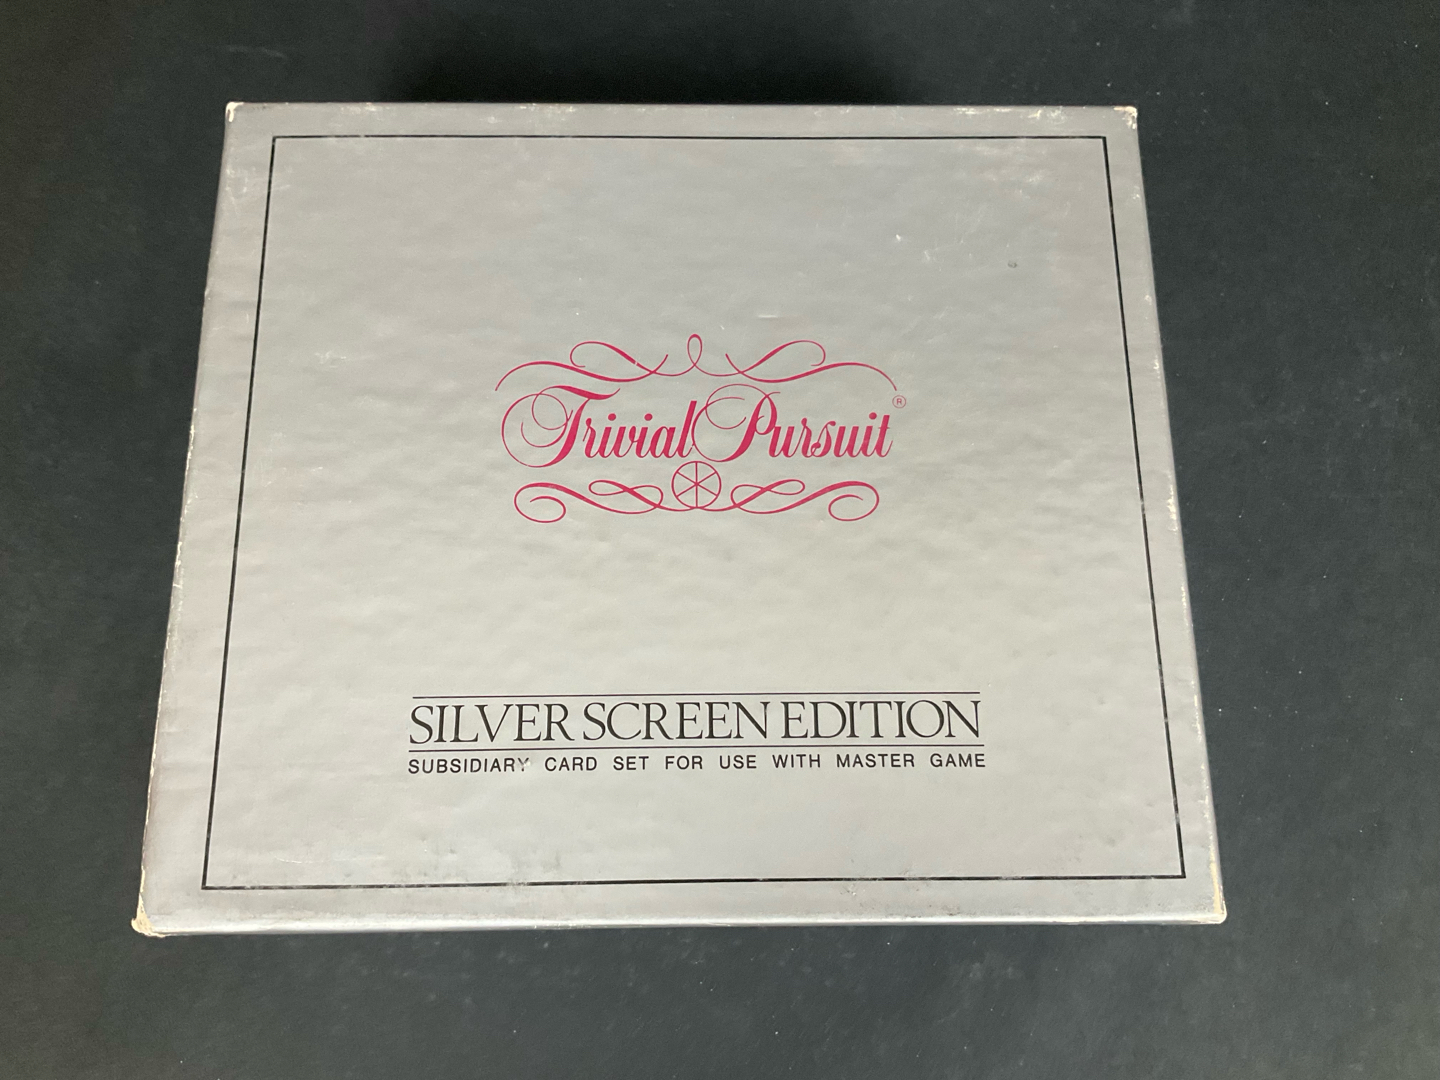 Trivial Pursuit®
SILVER SCREEN EDITION
SUBSIDIARY CARD SET FOR USE WITH MASTER GAME